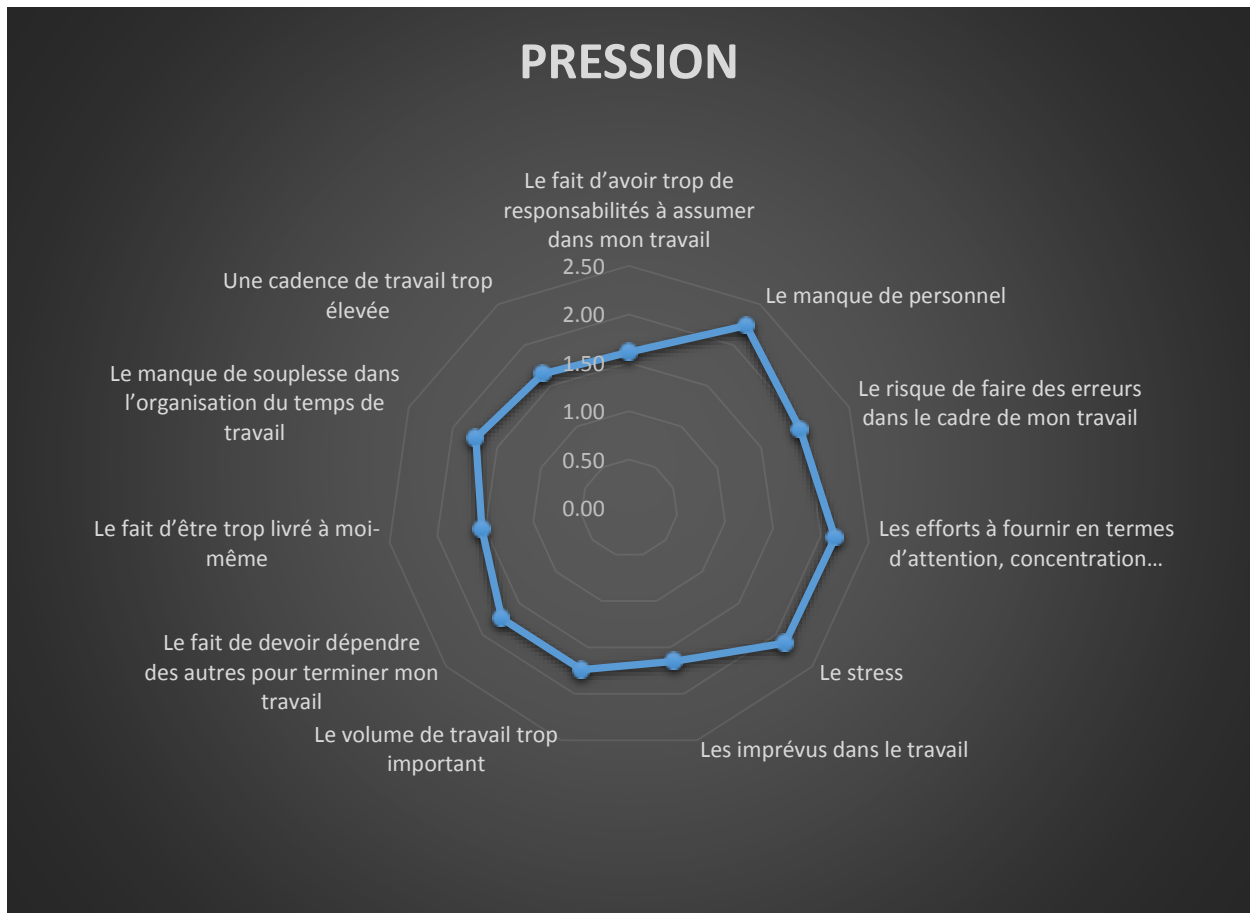 PRESSION
Le fait d’avoir trop de
responsabilités à assumer
dans mon travail
Le manque de personnel
Le risque de faire des erreurs
dans le cadre de mon travail
Les efforts à fournir en termes
d’attention, concentration…
Le stress
Les imprévus dans le travail
Le volume de travail trop
important
Le fait de devoir dépendre
des autres pour terminer mon
travail
Le fait d’être trop livré à moi-
même
Le manque de souplesse dans
l’organisation du temps de
travail
Une cadence de travail trop
élevée
2.50
2.00
1.50
1.00
0.50
0.00